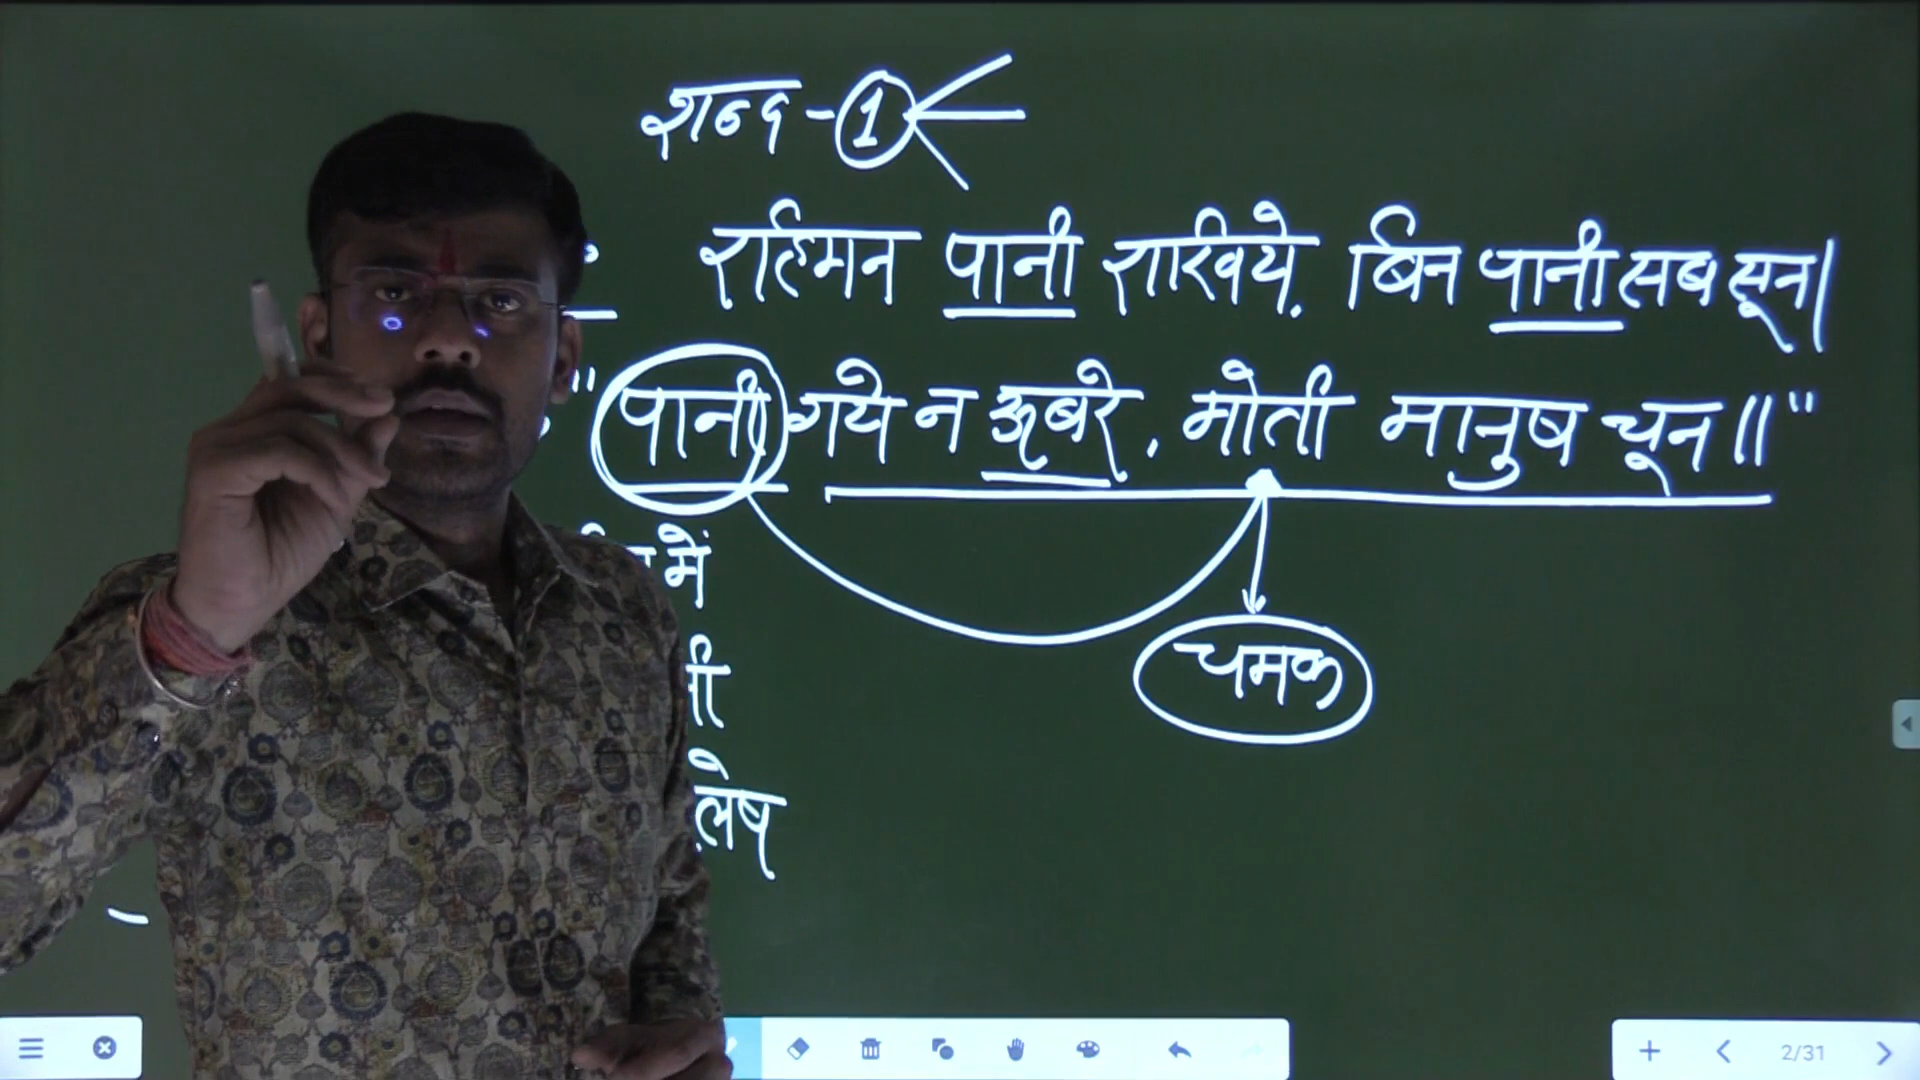 शब्द - 1
रहिमन पानी राखिये, बिन पानी सब सून।
"पानी गये न ऊबरे, मोती मानुष चून॥"
में
चमक
2/31